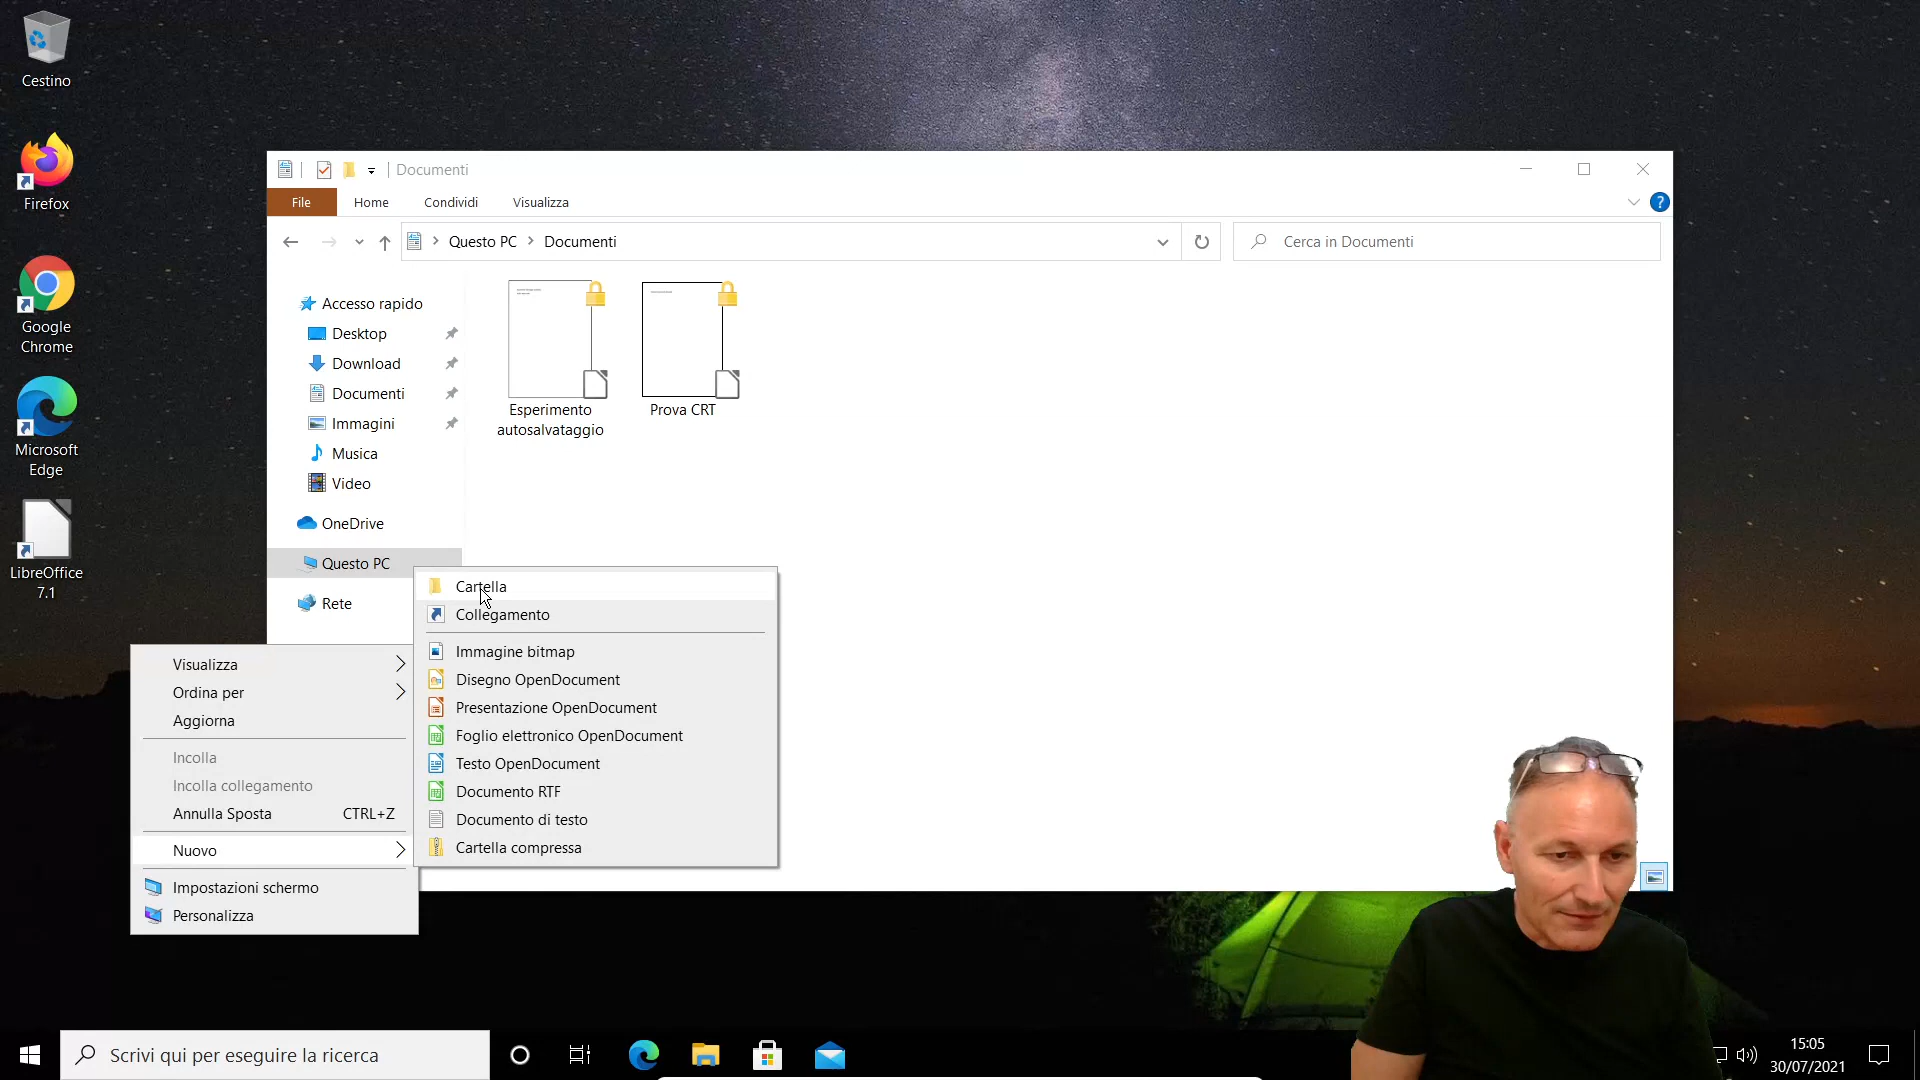 Cestino
Firefox
Google
Chrome
Microsoft
Edge
LibreOffice
7.1
Documenti
File
Home
Condividi
Visualizza
?
Questo PC
Documenti
Cerca in Documenti
Accesso rapido
Desktop
Download
Documenti
Immagini
Musica
Video
OneDrive
Questo PC
Rete
Esperimento
autosalvataggio
Prova CRT
Visualizza
Ordina per
Aggiorna
Incolla
Incolla collegamento
Annulla Sposta CTRL+Z
Nuovo
Impostazioni schermo
Personalizza
Cartella
Collegamento
Immagine bitmap
Disegno OpenDocument
Presentazione OpenDocument
Foglio elettronico OpenDocument
Testo OpenDocument
Documento RTF
Documento di testo
Cartella compressa
Scrivi qui per eseguire la ricerca
15:05
30/07/2021